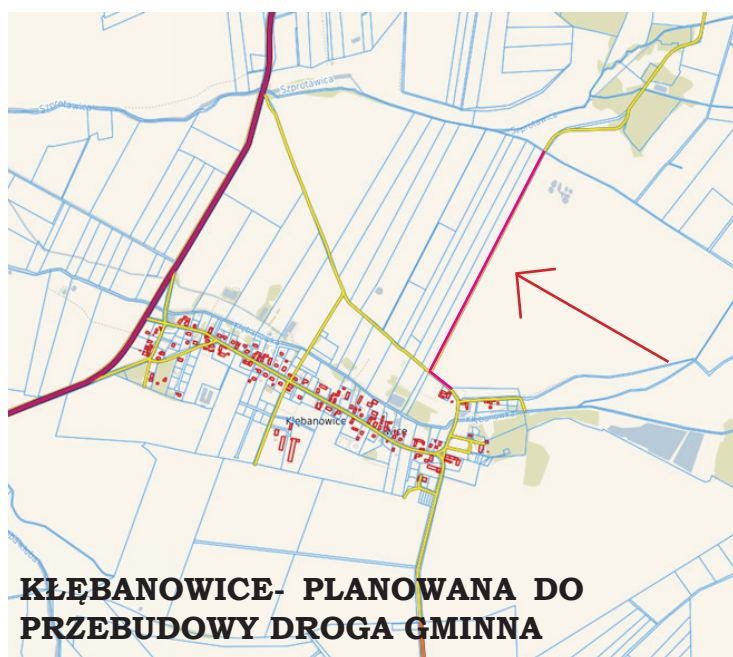 Szprotawica
Szprotawica
Kłębanowice
KŁĘBANOWICE- PLANOWANA DO
PRZEBUDOWY DROGA GMINNA